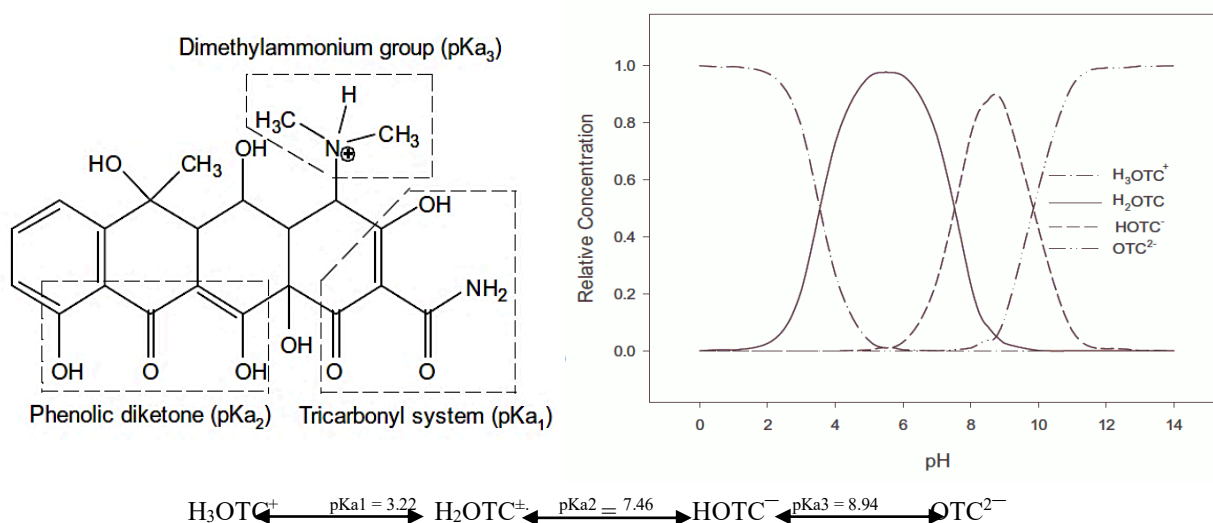 Dimethylammonium group (pKa₃)
H
H₃C
CH₃
N⊕
OH
HO
CH₃
OH
NH₂
OH
OH
O
OH
O
O
Phenolic diketone (pKa₂)
Tricarbonyl system (pKa₁)
Relative Concentration
1.0
0.8
0.6
0.4
0.2
0.0
H₃OTC⁺
H₂OTC
HOTC⁻
OTC²⁻
0 2 4 6 8 10 12 14
pH
H₃OTC⁺ pKa1 = 3.22 H₂OTC±· pKa2 = 7.46 HOTC⁻ pKa3 = 8.94 OTC²⁻